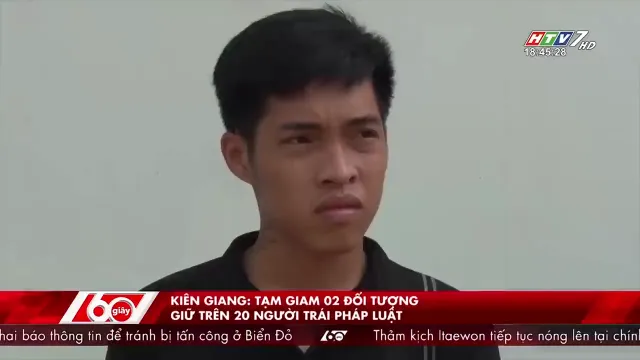 HTV7 HD
18:45:28
60 giây
KIÊN GIANG: TẠM GIAM 02 ĐỐI TƯỢNG
GIỮ TRÊN 20 NGƯỜI TRÁI PHÁP LUẬT
hai báo thông tin để tránh bị tấn công ở Biển Đỏ 60 Thảm kịch Itaewon tiếp tục nóng lên tại chính